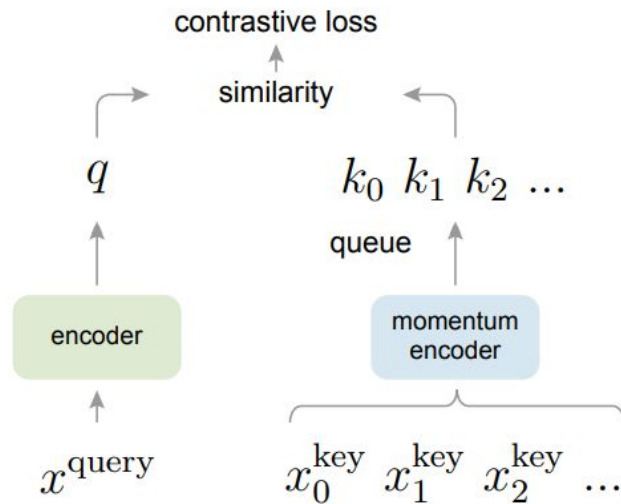 contrastive loss
similarity
q k₀ k₁ k₂ ...
queue
encoder
momentum
encoder
x^query x₀^key x₁^key x₂^key ...